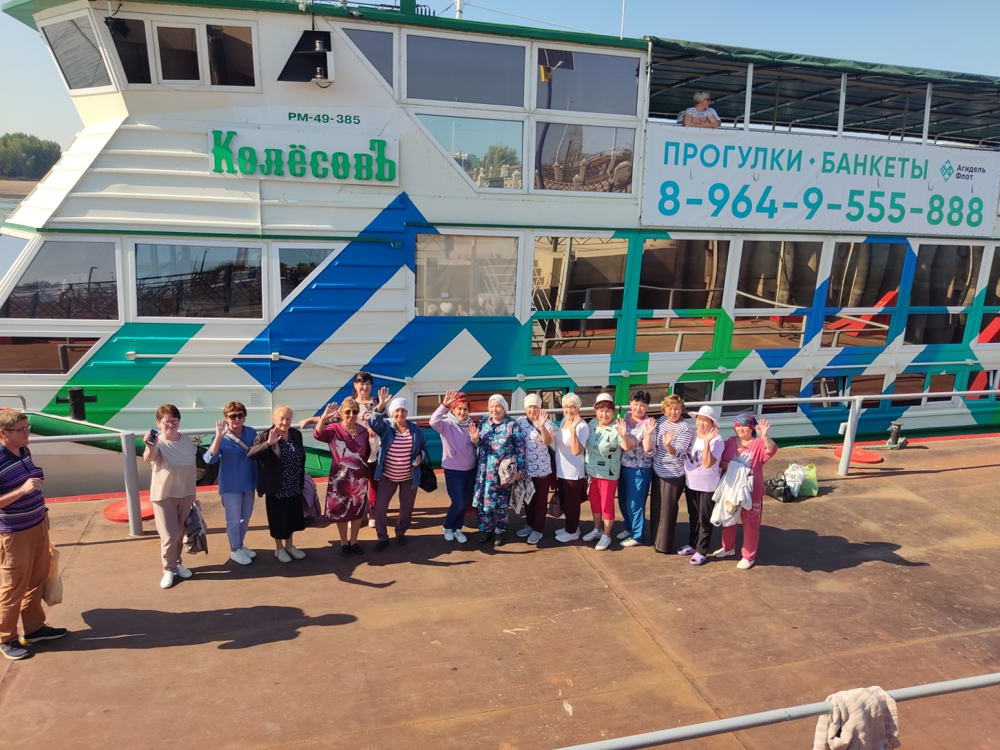 РМ-49-385
КолёсовЪ
ПРОГУЛКИ · БАНКЕТЫ
Агидель
Флот
8-964-9-555-888